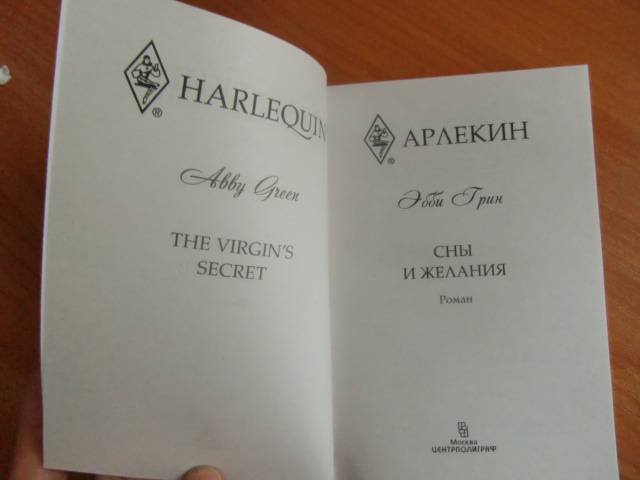 HARLEQUIN
®
Abby Green
THE VIRGIN'S
SECRET
АРЛЕКИН
®
Эбби Грин
СНЫ
И ЖЕЛАНИЯ
Роман
Москва
ЦЕНТРПОЛИГРАФ